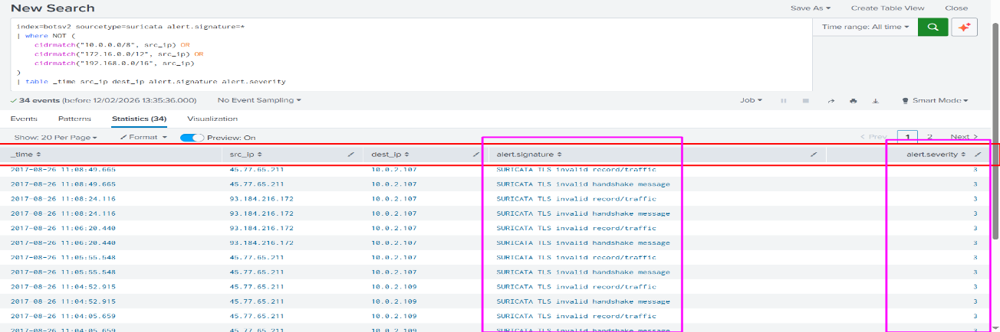 New Search
Save As Create Table View Close
index=botsv2 sourcetype=suricata alert.signature=*
| where NOT (
cidrmatch("10.0.0.0/8", src_ip) OR
cidrmatch("172.16.0.0/12", src_ip) OR
cidrmatch("192.168.0.0/16", src_ip)
)
| table _time src_ip dest_ip alert.signature alert.severity
Time range: All time
34 events (before 12/02/2026 13:35:36.000) No Event Sampling Job Smart Mode
Events Patterns Statistics (34) Visualization
Show: 20 Per Page Format Preview: On < Prev 1 2 Next >
_time src_ip dest_ip alert.signature alert.severity
2017-08-26 11:08:49.665 45.77.65.211 10.0.2.107 SURICATA TLS invalid record/traffic 3
2017-08-26 11:08:49.665 45.77.65.211 10.0.2.107 SURICATA TLS invalid handshake message 3
2017-08-26 11:08:24.116 93.184.216.172 10.0.2.107 SURICATA TLS invalid record/traffic 3
2017-08-26 11:08:24.116 93.184.216.172 10.0.2.107 SURICATA TLS invalid handshake message 3
2017-08-26 11:06:20.440 93.184.216.172 10.0.2.107 SURICATA TLS invalid record/traffic 3
2017-08-26 11:06:20.440 93.184.216.172 10.0.2.107 SURICATA TLS invalid handshake message 3
2017-08-26 11:05:55.548 45.77.65.211 10.0.2.107 SURICATA TLS invalid record/traffic 3
2017-08-26 11:05:55.548 45.77.65.211 10.0.2.107 SURICATA TLS invalid handshake message 3
2017-08-26 11:04:52.915 45.77.65.211 10.0.2.109 SURICATA TLS invalid record/traffic 3
2017-08-26 11:04:52.915 45.77.65.211 10.0.2.109 SURICATA TLS invalid handshake message 3
2017-08-26 11:04:05.659 45.77.65.211 10.0.2.109 SURICATA TLS invalid record/traffic 3
2017-08-26 11:04:05.659 45.77.65.211 10.0.2.109 SURICATA TLS invalid handshake message 3